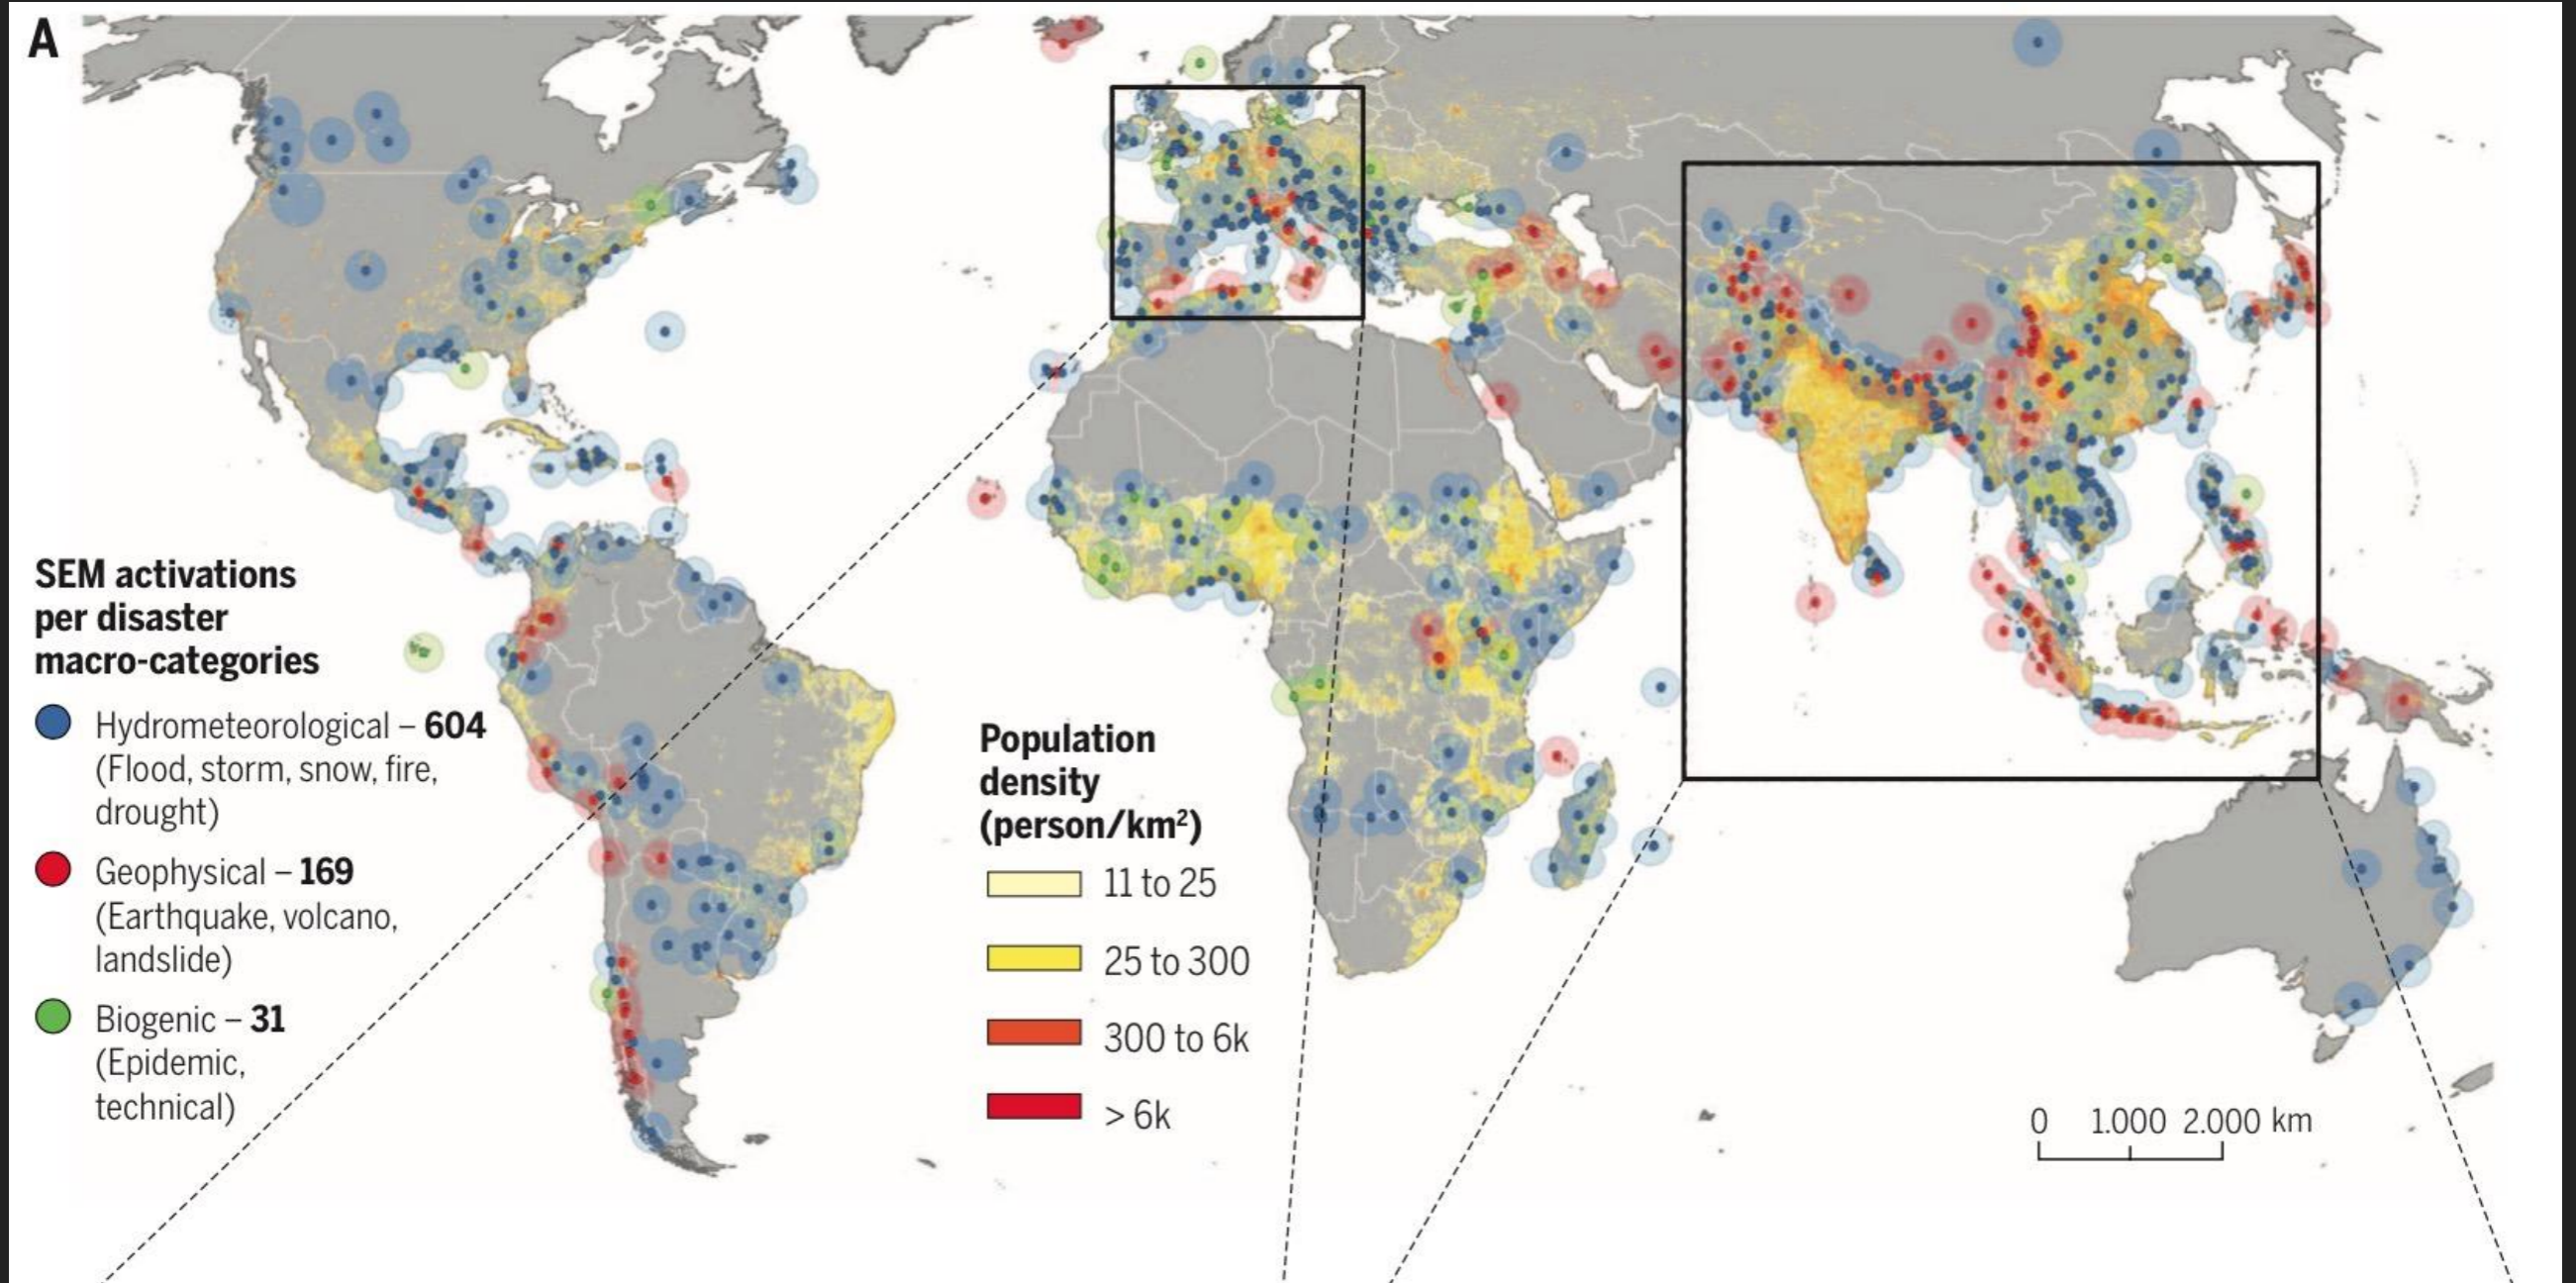 A
SEM activations
per disaster
macro-categories
Hydrometeorological – 604
(Flood, storm, snow, fire,
drought)
Geophysical – 169
(Earthquake, volcano,
landslide)
Biogenic – 31
(Epidemic,
technical)
Population
density
(person/km²)
11 to 25
25 to 300
300 to 6k
> 6k
0 1.000 2.000 km